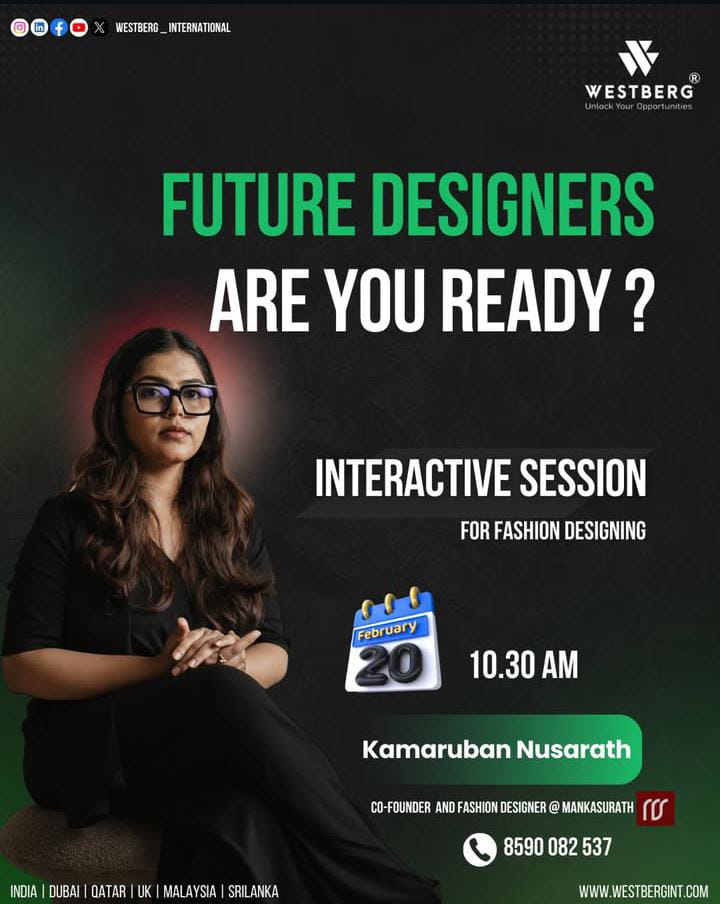 WESTBERG _ INTERNATIONAL
WESTBERG®
Unlock Your Opportunities
FUTURE DESIGNERS
ARE YOU READY ?
INTERACTIVE SESSION
FOR FASHION DESIGNING
February
20
10.30 AM
Kamaruban Nusarath
CO-FOUNDER AND FASHION DESIGNER @ MANKASURATH
8590 082 537
INDIA | DUBAI | QATAR | UK | MALAYSIA | SRILANKA
WWW.WESTBERGINT.COM